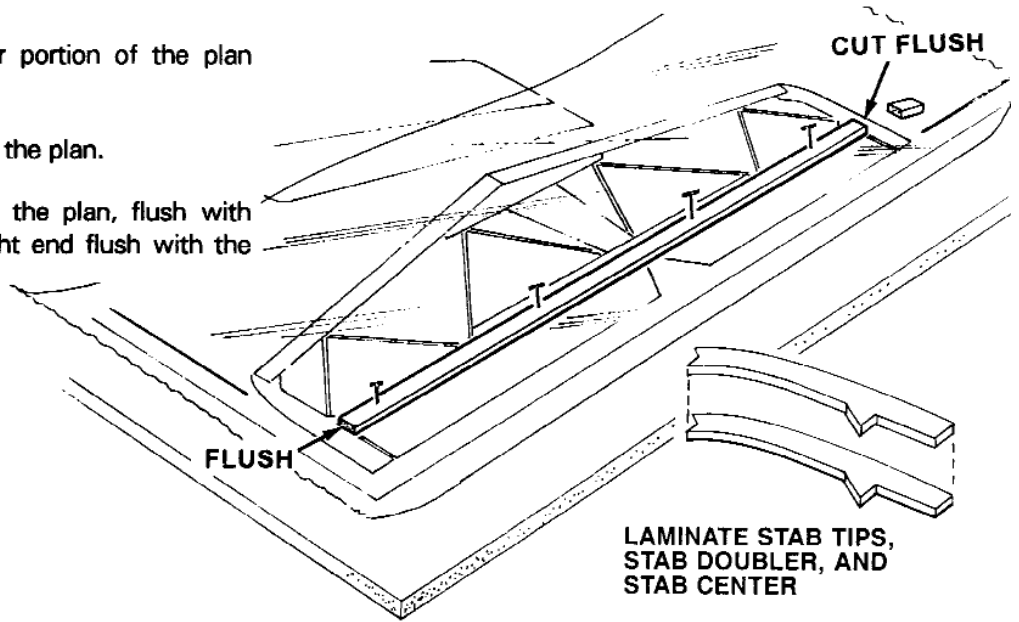 r portion of the plan
the plan.
the plan, flush with
ht end flush with the
CUT FLUSH
FLUSH
LAMINATE STAB TIPS,
STAB DOUBLER, AND
STAB CENTER